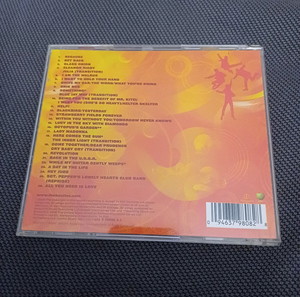 BECAUSE
GET BACK
GLASS ONION
ELEANOR RIGBY
JULIA (TRANSITION)
I AM THE WALRUS
I WANT TO HOLD YOUR HAND
DRIVE MY CAR/THE WORD/WHAT YOU'RE DOING
GNIK NUS
SOMETHING/
BLUE JAY WAY (TRANSITION)
BEING FOR THE BENEFIT OF MR. KITE!/
I WANT YOU (SHE'S SO HEAVY)/HELTER SKELTER
HELP!
BLACKBIRD/YESTERDAY
STRAWBERRY FIELDS FOREVER
WITHIN YOU WITHOUT YOU/TOMORROW NEVER KNOWS
LUCY IN THE SKY WITH DIAMONDS
OCTOPUS'S GARDEN
LADY MADONNA
HERE COMES THE SUN/
THE INNER LIGHT (TRANSITION)
COME TOGETHER/DEAR PRUDENCE
CRY BABY CRY (TRANSITION)
REVOLUTION
BACK IN THE U.S.S.R.
WHILE MY GUITAR GENTLY WEEPS
A DAY IN THE LIFE
HEY JUDE
SGT. PEPPER'S LONELY HEARTS CLUB BAND
(REPRISE)
ALL YOU NEED IS LOVE
0 94637 98082